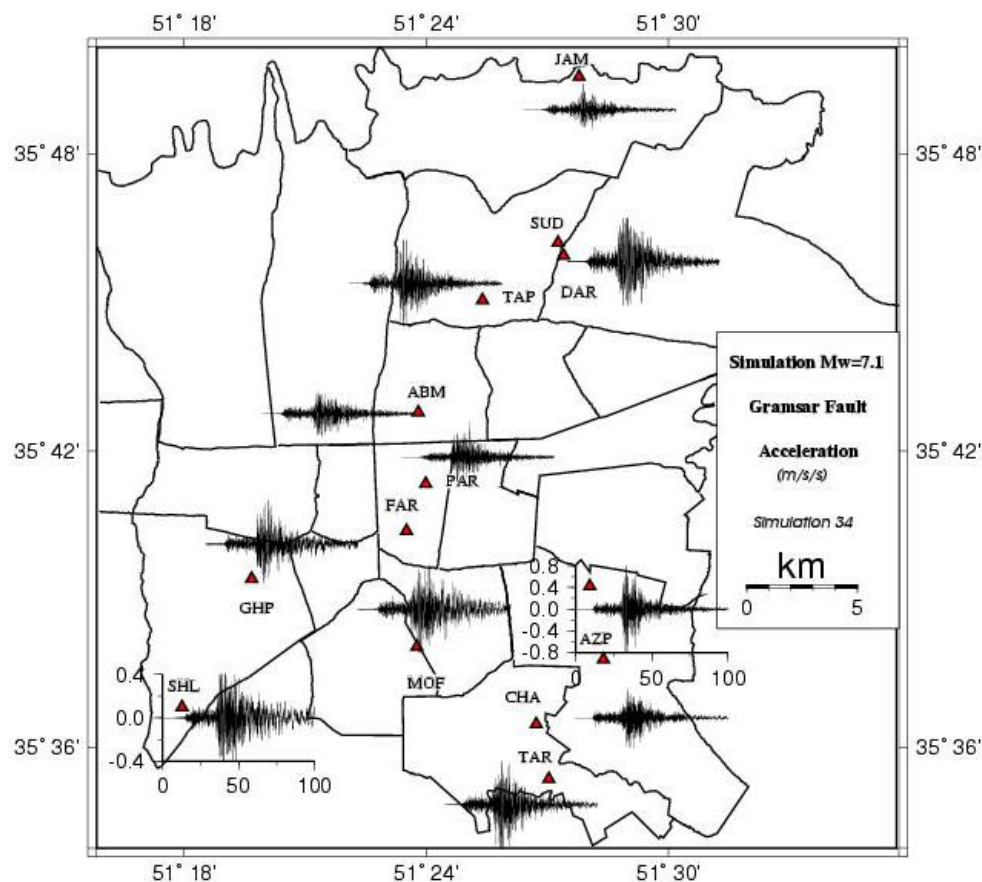 51° 18' 51° 24' 51° 30'
JAM
35° 48' 35° 48'
SUD
TAP DAR
Simulation Mw=7.1
ABM
Gramsar Fault
35° 42' 35° 42'
Acceleration
(m/s/s)
PAR
FAR
Simulation 34
km
0 5
0.8
0.4
0.0
-0.4
-0.8
0 50 100
GHP
AZP
MOF
SHL
0.4
0.0
-0.4
0 50 100
CHA
35° 36' 35° 36'
TAR
51° 18' 51° 24' 51° 30'